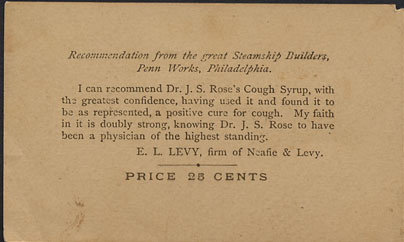 Recommendation from the great Steamship Builders,
Penn Works, Philadelphia.
I can recommend Dr. J. S. Rose's Cough Syrup, with
the greatest confidence, having used it and found it to
be as represented, a positive cure for cough. My faith
in it is doubly strong, knowing Dr. J. S. Rose to have
been a physician of the highest standing.
E. L. LEVY, firm of Neafie & Levy.
PRICE 25 CENTS